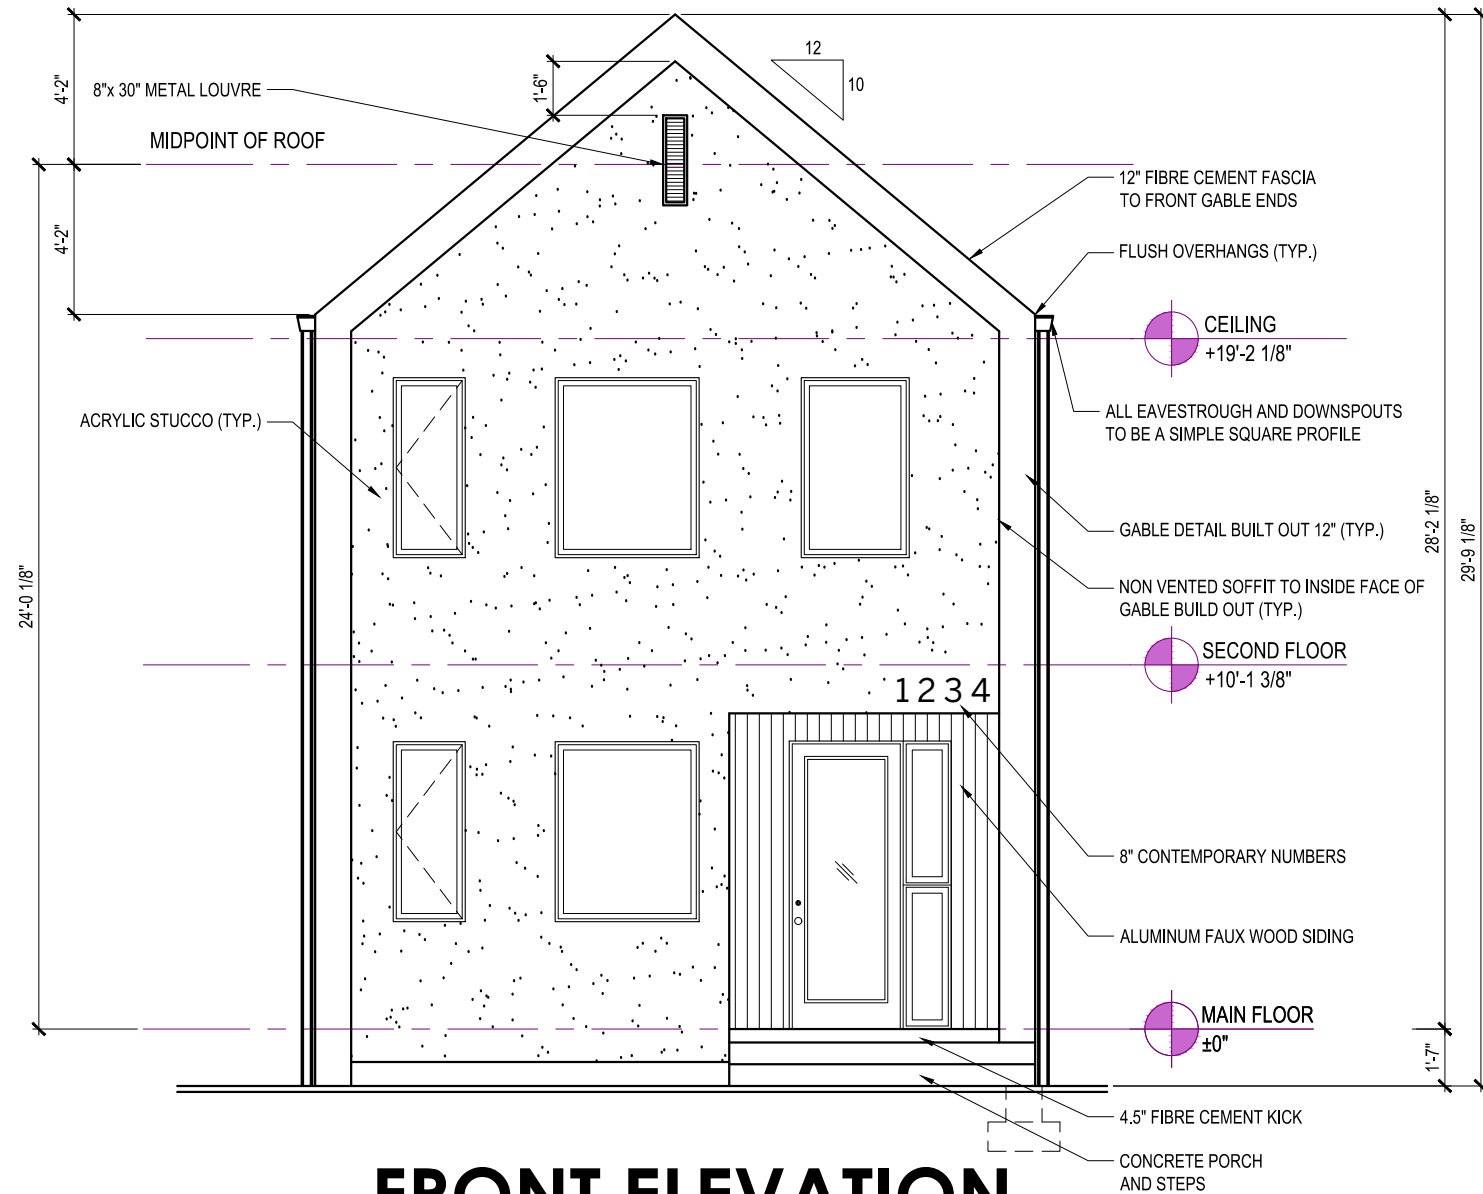 12
10
4'-2"
8"x 30" METAL LOUVRE
1'-6"
MIDPOINT OF ROOF
12" FIBRE CEMENT FASCIA
TO FRONT GABLE ENDS
4'-2"
FLUSH OVERHANGS (TYP.)
CEILING
+19'-2 1/8"
ACRYLIC STUCCO (TYP.)
ALL EAVESTROUGH AND DOWNSPOUTS
TO BE A SIMPLE SQUARE PROFILE
GABLE DETAIL BUILT OUT 12" (TYP.)
28'-2 1/8"
29'-9 1/8"
24'-0 1/8"
NON VENTED SOFFIT TO INSIDE FACE OF
GABLE BUILD OUT (TYP.)
SECOND FLOOR
+10'-1 3/8"
1234
8" CONTEMPORARY NUMBERS
ALUMINUM FAUX WOOD SIDING
MAIN FLOOR
±0"
1'-7"
4.5" FIBRE CEMENT KICK
CONCRETE PORCH
AND STEPS
FRONT ELEVATION